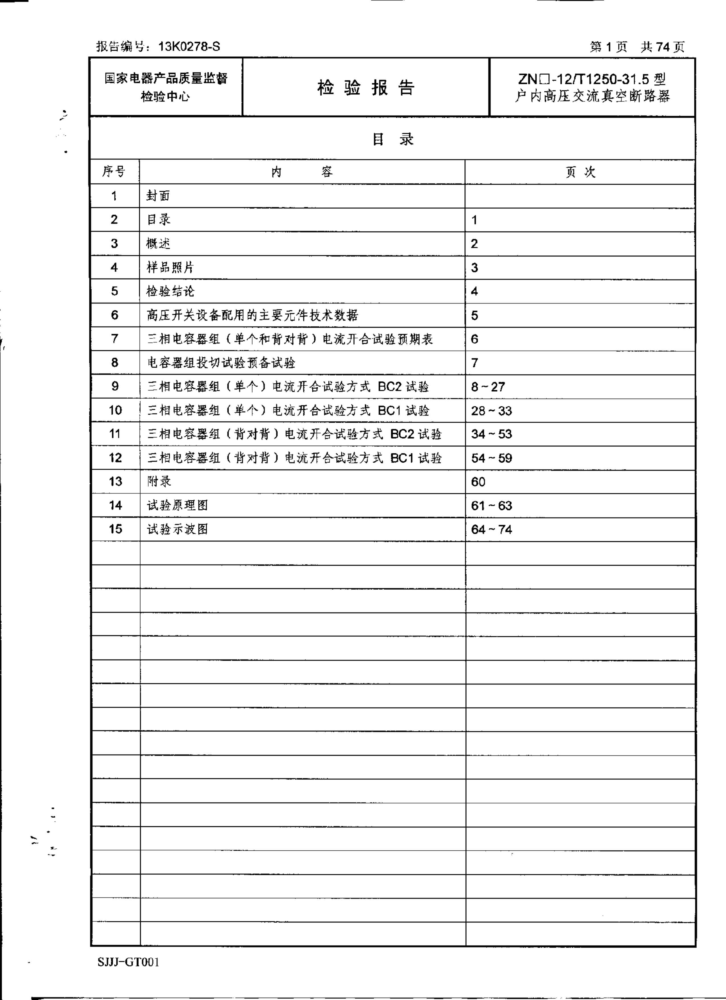 报告编号：13K0278-S
第 1 页 共 74 页
国家电器产品质量监督
检验中心
检验报告
ZN□-12/T1250-31.5 型
户内高压交流真空断路器
目 录
序号 内 容 页 次
1 封面
2 目录 1
3 概述 2
4 样品照片 3
5 检验结论 4
6 高压开关设备配用的主要元件技术数据 5
7 三相电容器组（单个和背对背）电流开合试验预期表 6
8 电容器组投切试验预备试验 7
9 三相电容器组（单个）电流开合试验方式 BC2 试验 8～27
10 三相电容器组（单个）电流开合试验方式 BC1 试验 28～33
11 三相电容器组（背对背）电流开合试验方式 BC2 试验 34～53
12 三相电容器组（背对背）电流开合试验方式 BC1 试验 54～59
13 附录 60
14 试验原理图 61～63
15 试验示波图 64～74
SJJJ-GT001